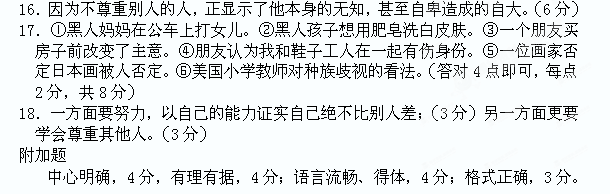 16．因为不尊重别人的人，正显示了他本身的无知，甚至自卑造成的自大。（6分）
17．①黑人妈妈在公车上打女儿。②黑人孩子想用肥皂洗白皮肤。③一个朋友买
房子前改变了主意。④朋友认为我和鞋子工人在一起有伤身份。⑤一位画家否
定日本画被人否定。⑥美国小学教师对种族歧视的看法。（答对4点即可，每点
2分，共8分）
18．一方面要努力，以自己的能力证实自己绝不比别人差；（3分）另一方面更要
学会尊重其他人。（3分）
附加题
中心明确，4分，有理有据，4分；语言流畅、得体，4分；格式正确，3分。